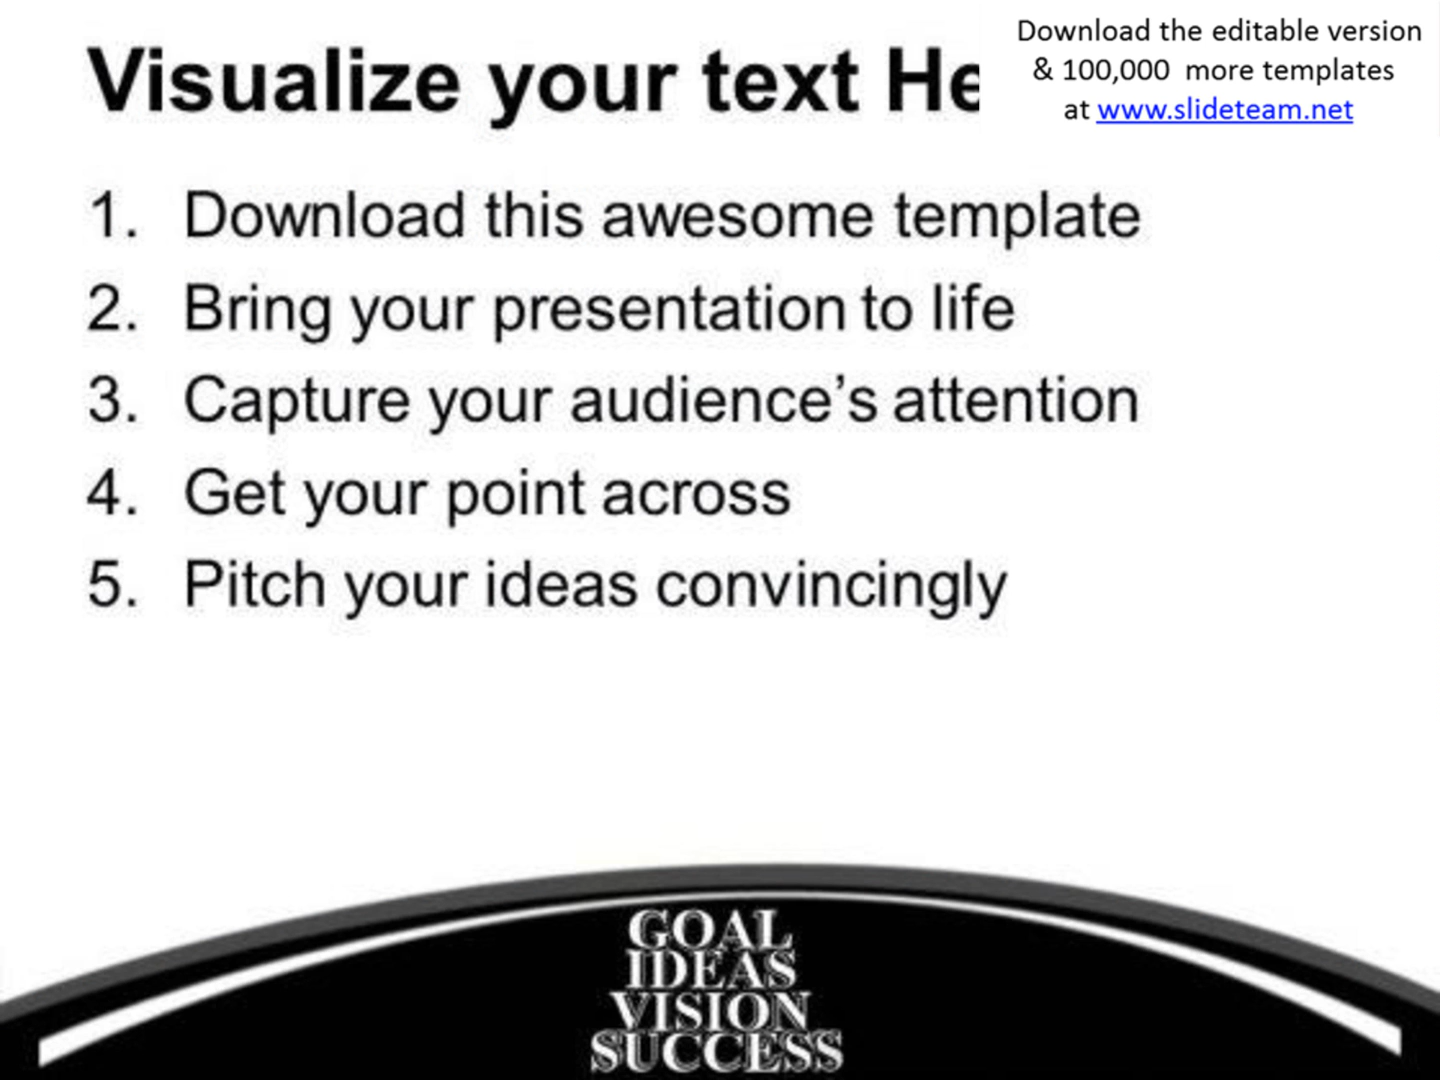 Visualize your text He
Download the editable version
& 100,000 more templates
at www.slideteam.net
1. Download this awesome template
2. Bring your presentation to life
3. Capture your audience’s attention
4. Get your point across
5. Pitch your ideas convincingly
GOAL
IDEAS
VISION
SUCCESS